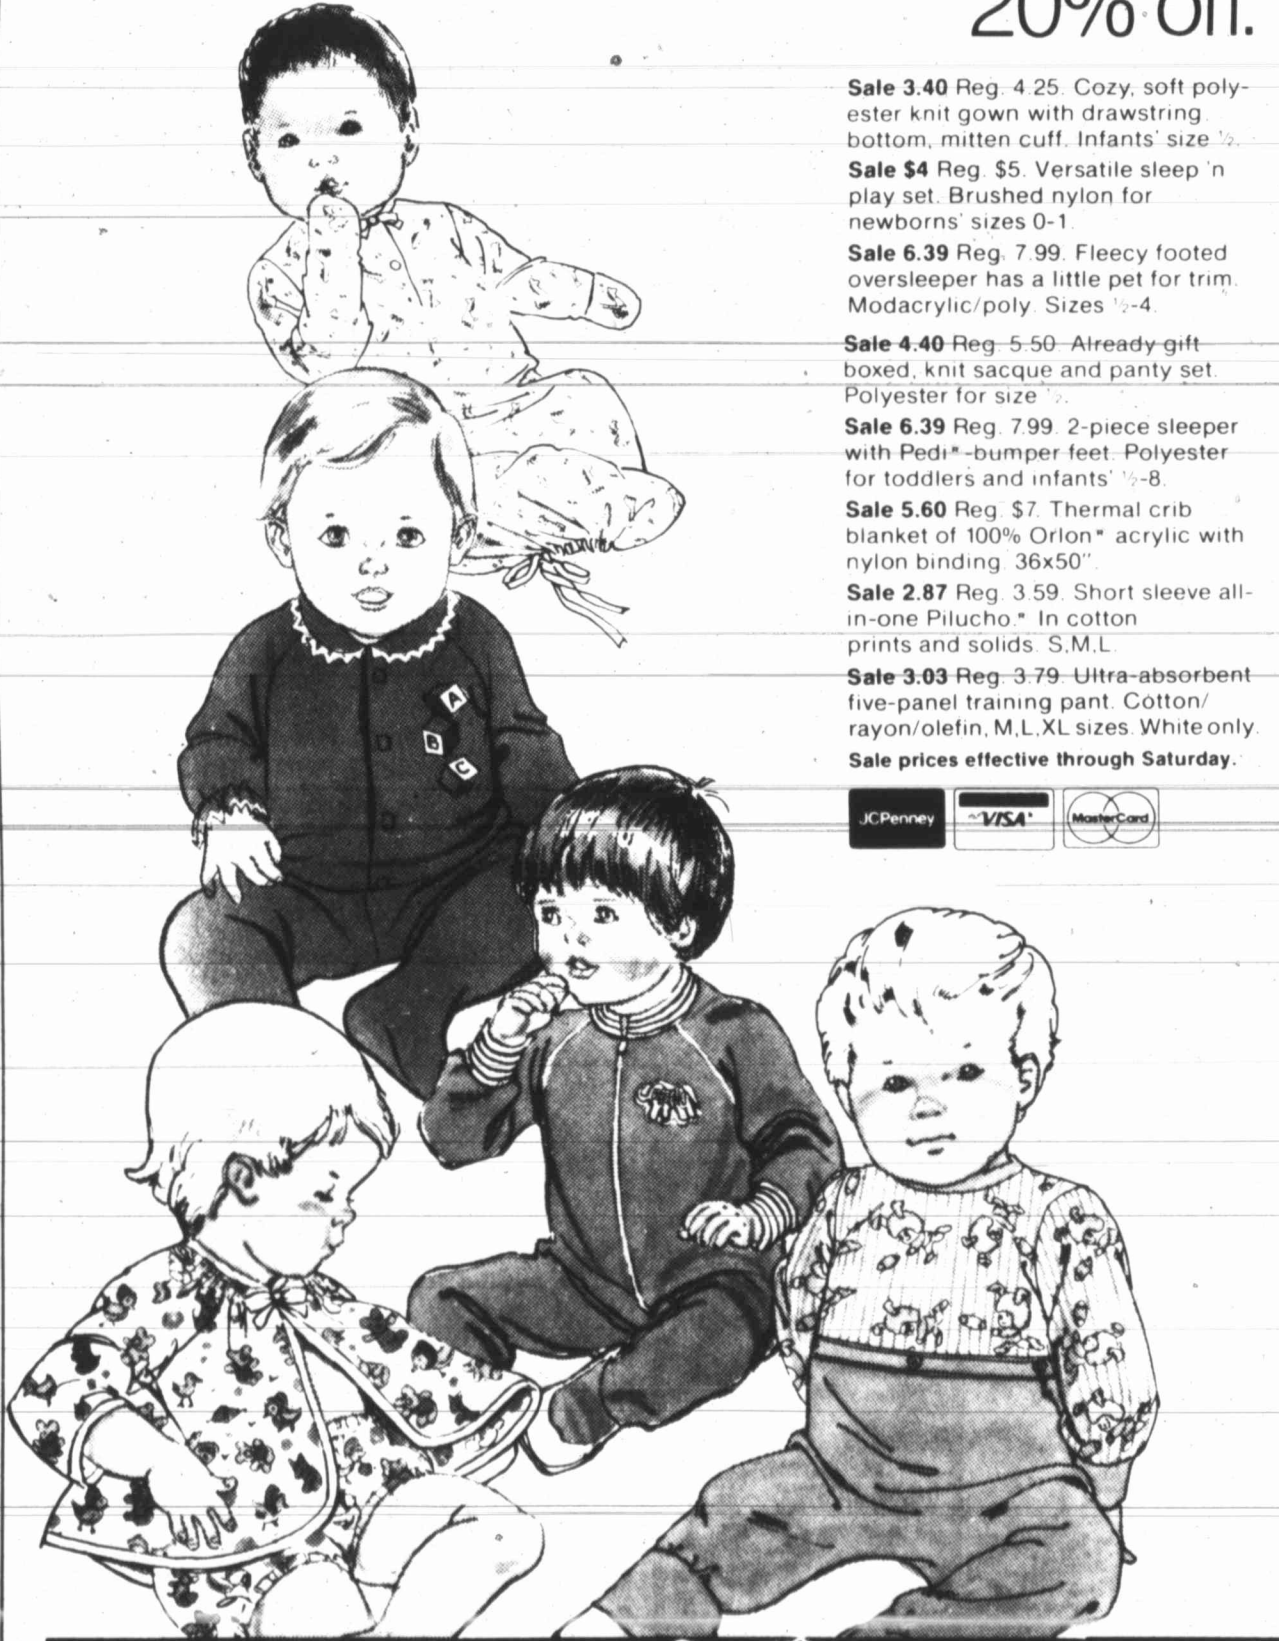 20% off.
Sale 3.40 Reg. 4.25. Cozy, soft poly-
ester knit gown with drawstring
bottom, mitten cuff. Infants' size ½.
Sale $4 Reg. $5. Versatile sleep 'n
play set. Brushed nylon for
newborns' sizes 0-1.
Sale 6.39 Reg. 7.99. Fleecy footed
oversleeper has a little pet for trim.
Modacrylic/poly. Sizes ½-4.
Sale 4.40 Reg. 5.50. Already gift
boxed, knit sacque and panty set.
Polyester for size ½.
Sale 6.39 Reg. 7.99. 2-piece sleeper
with Pedi®-bumper feet. Polyester
for toddlers and infants' ½-8.
Sale 5.60 Reg. $7. Thermal crib
blanket of 100% Orlon® acrylic with
nylon binding. 36x50".
Sale 2.87 Reg. 3.59. Short sleeve all-
in-one Pilucho.® In cotton
prints and solids. S,M,L.
Sale 3.03 Reg. 3.79. Ultra-absorbent
five-panel training pant. Cotton/
rayon/olefin, M,L,XL sizes. White only.
Sale prices effective through Saturday.
JCPenney VISA MasterCard
A
B
C